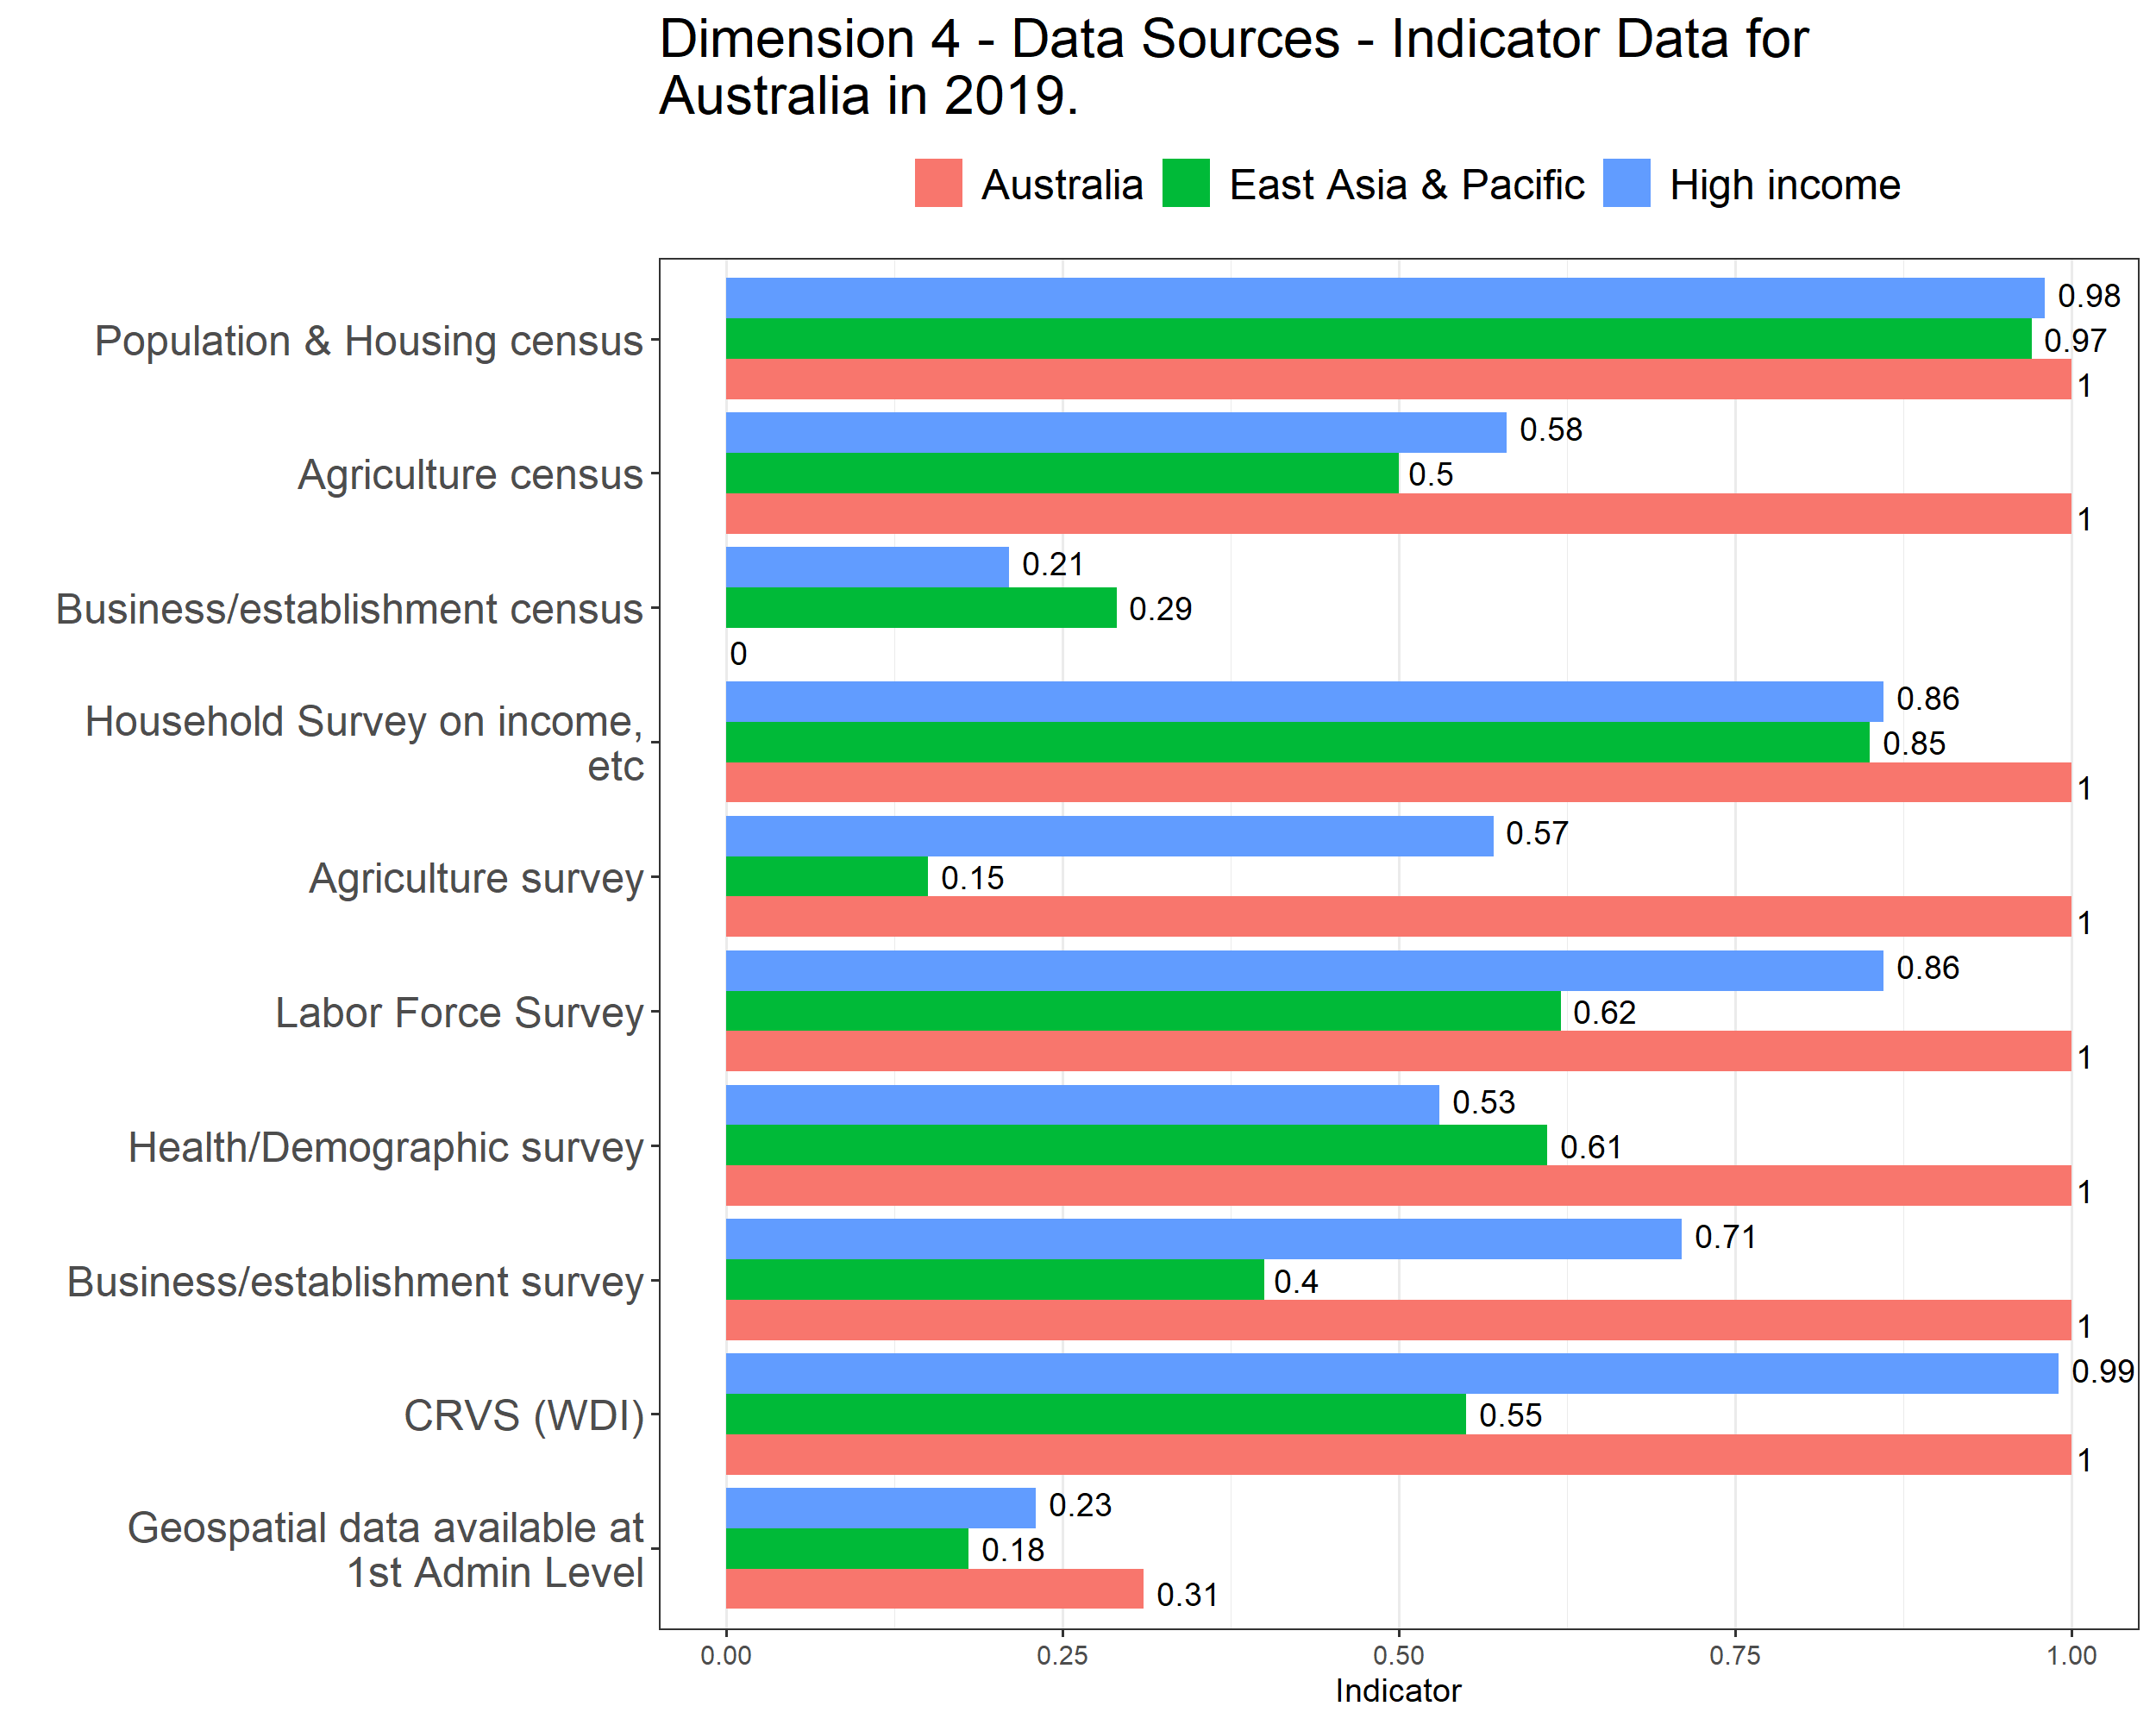 Dimension 4 - Data Sources - Indicator Data for
Australia in 2019.
Australia East Asia & Pacific High income
Population & Housing census
0.98
0.97
1
Agriculture census
0.58
0.5
1
Business/establishment census
0.21
0.29
0
Household Survey on income,
etc
0.86
0.85
1
Agriculture survey
0.57
0.15
1
Labor Force Survey
0.86
0.62
1
Health/Demographic survey
0.53
0.61
1
Business/establishment survey
0.71
0.4
1
CRVS (WDI)
0.99
0.55
1
Geospatial data available at
1st Admin Level
0.23
0.18
0.31
0.00 0.25 0.50 0.75 1.00
Indicator